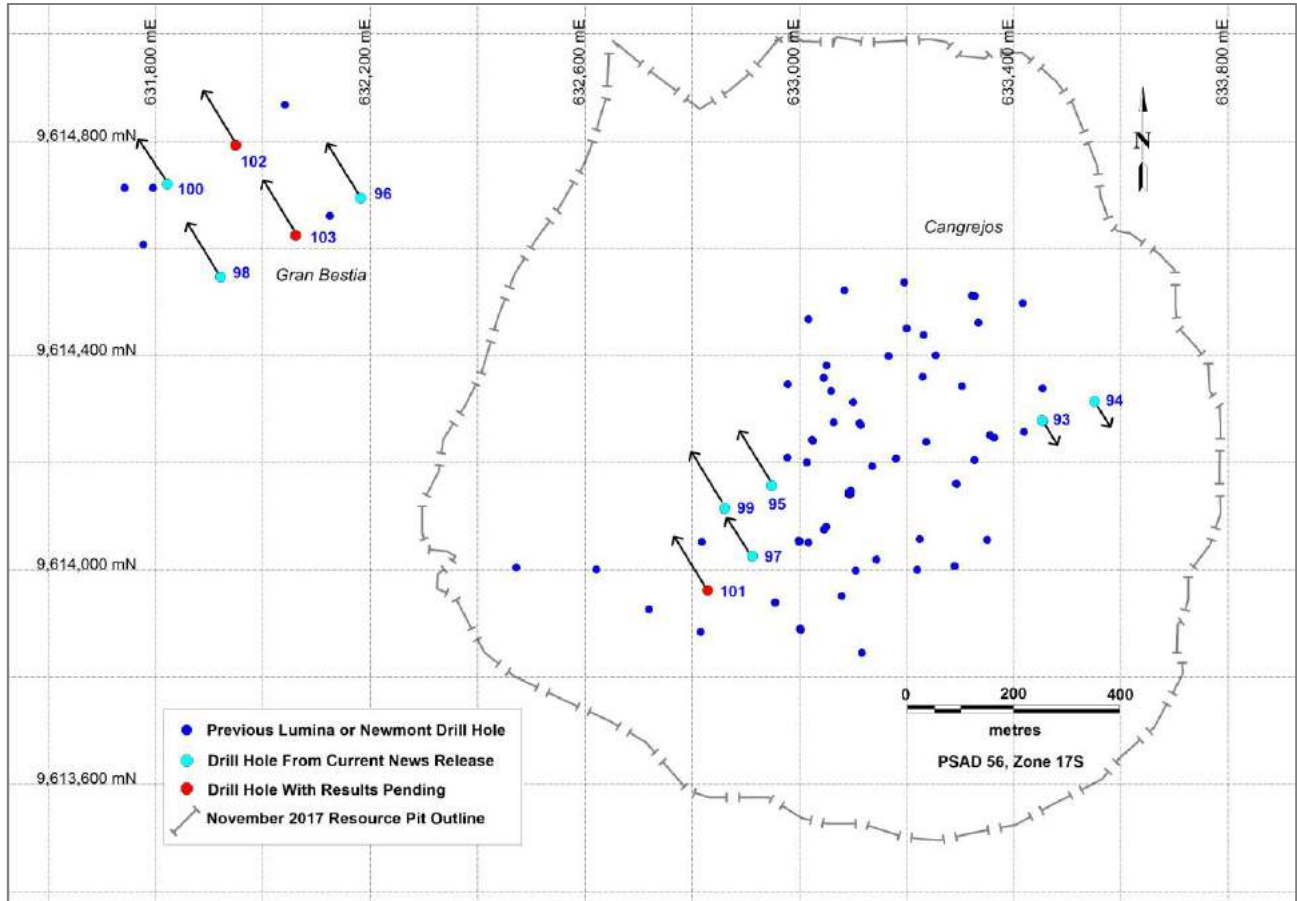 631,800 mE
632,200 mE
632,600 mE
633,000 mE
633,400 mE
633,800 mE
9,614,800 mN
9,614,400 mN
9,614,000 mN
9,613,600 mN
102
100
96
103
98
Gran Bestia
Cangrejos
N
94
93
95
99
97
101
0 200 400
metres
PSAD 56, Zone 17S
Previous Lumina or Newmont Drill Hole
Drill Hole From Current News Release
Drill Hole With Results Pending
November 2017 Resource Pit Outline